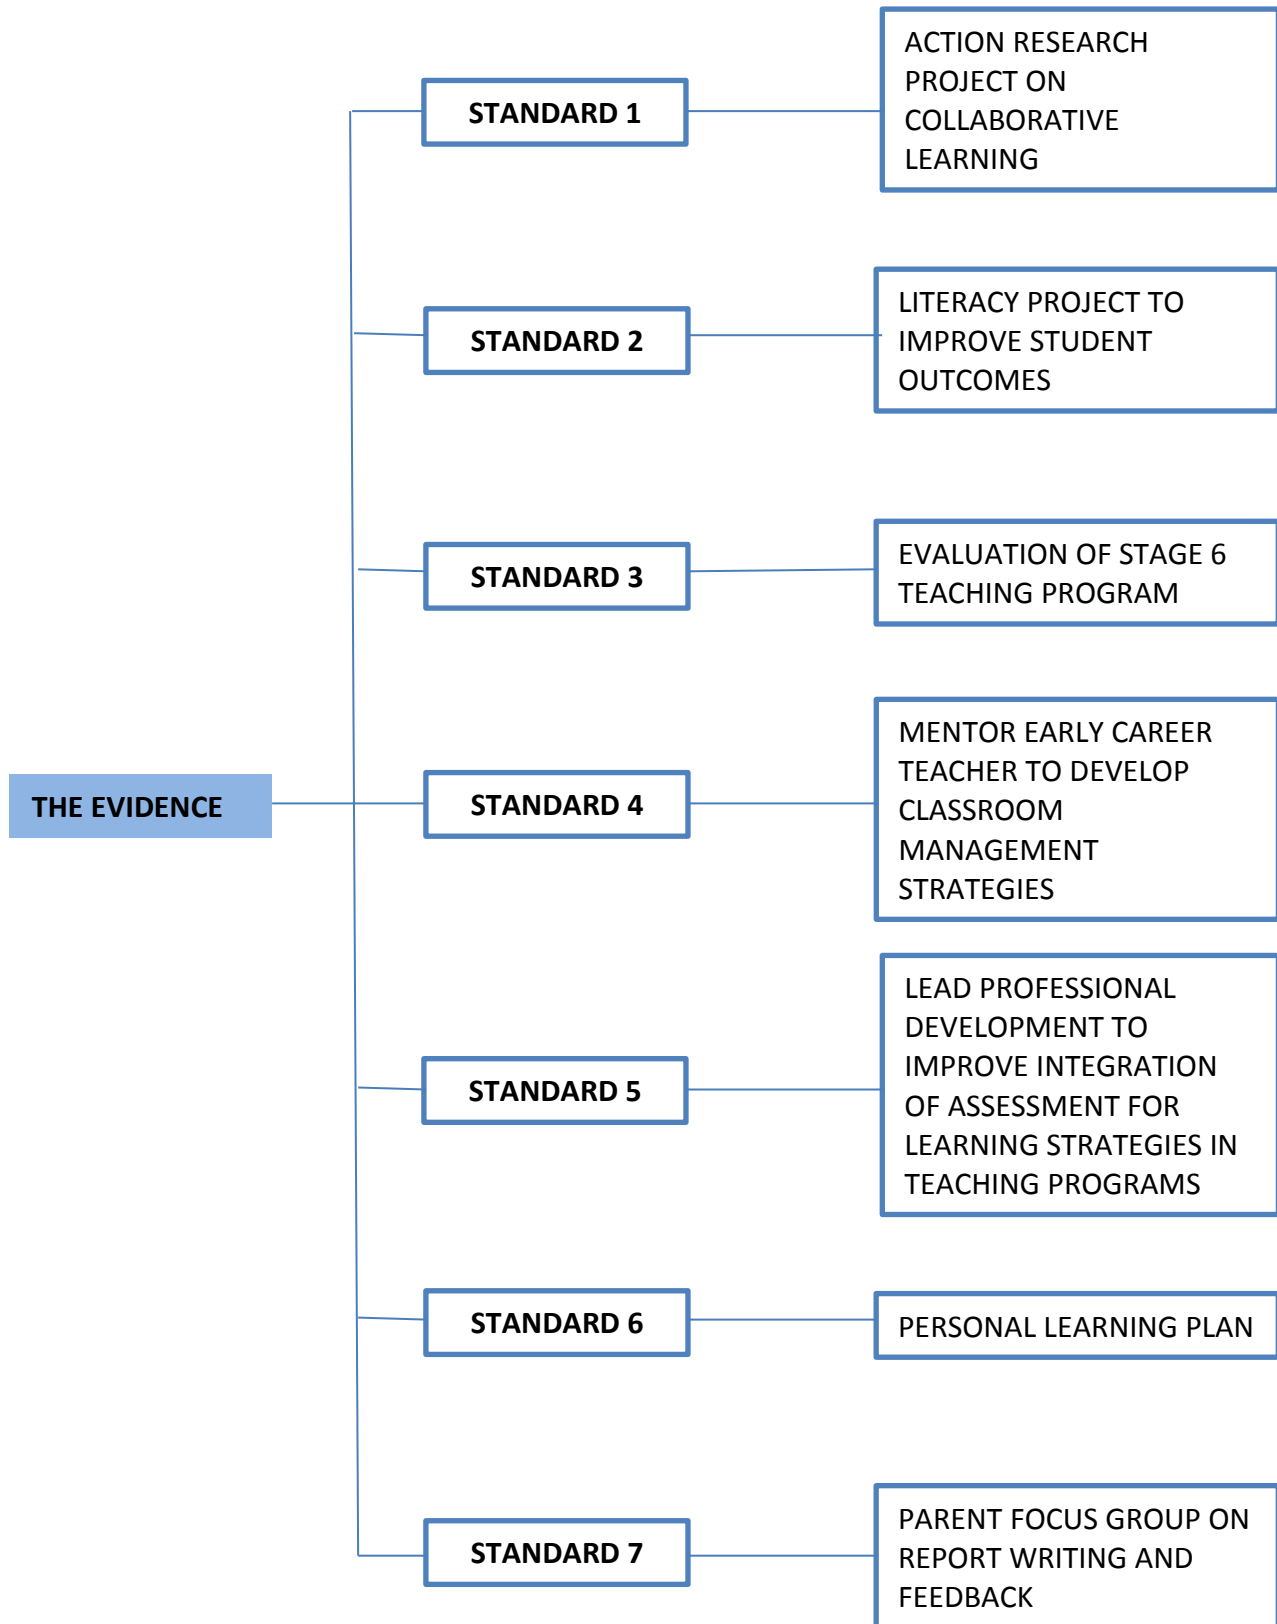 THE EVIDENCE
STANDARD 1
ACTION RESEARCH
PROJECT ON
COLLABORATIVE
LEARNING
STANDARD 2
LITERACY PROJECT TO
IMPROVE STUDENT
OUTCOMES
STANDARD 3
EVALUATION OF STAGE 6
TEACHING PROGRAM
STANDARD 4
MENTOR EARLY CAREER
TEACHER TO DEVELOP
CLASSROOM
MANAGEMENT
STRATEGIES
STANDARD 5
LEAD PROFESSIONAL
DEVELOPMENT TO
IMPROVE INTEGRATION
OF ASSESSMENT FOR
LEARNING STRATEGIES IN
TEACHING PROGRAMS
STANDARD 6
PERSONAL LEARNING PLAN
STANDARD 7
PARENT FOCUS GROUP ON
REPORT WRITING AND
FEEDBACK